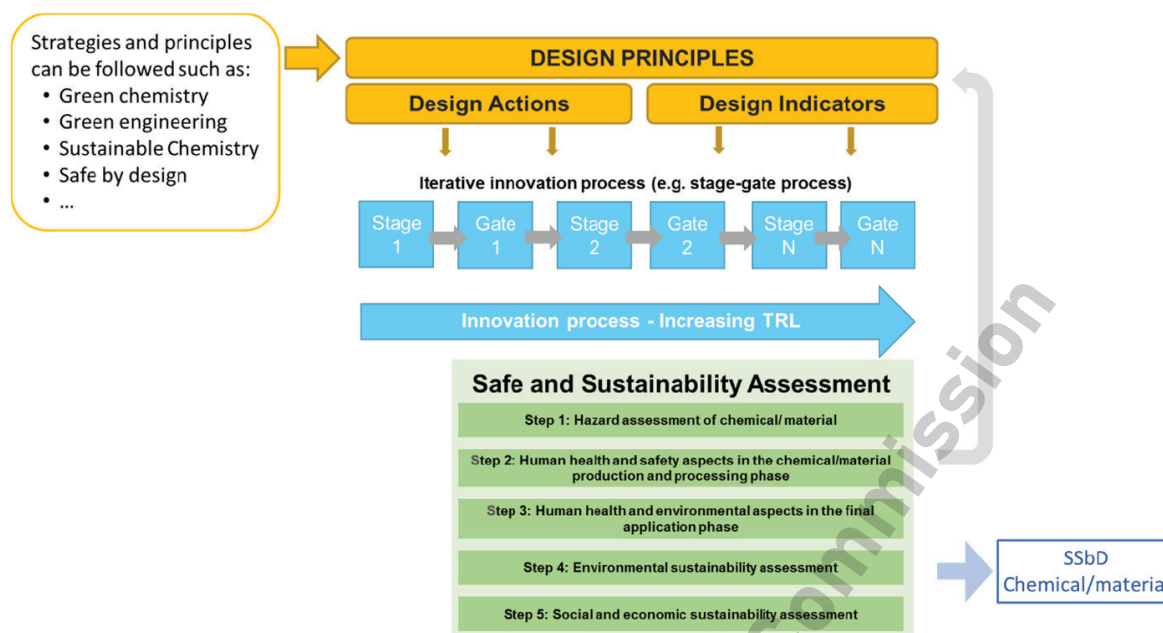 Strategies and principles
can be followed such as:
• Green chemistry
• Green engineering
• Sustainable Chemistry
• Safe by design
• ...
DESIGN PRINCIPLES
Design Actions
Design Indicators
Iterative innovation process (e.g. stage-gate process)
Stage
1
Gate
1
Stage
2
Gate
2
Stage
N
Gate
N
Innovation process - Increasing TRL
Safe and Sustainability Assessment
Step 1: Hazard assessment of chemical/ material
Step 2: Human health and safety aspects in the chemical/material
production and processing phase
Step 3: Human health and environmental aspects in the final
application phase
Step 4: Environmental sustainability assessment
Step 5: Social and economic sustainability assessment
SSbD
Chemical/material
Commission